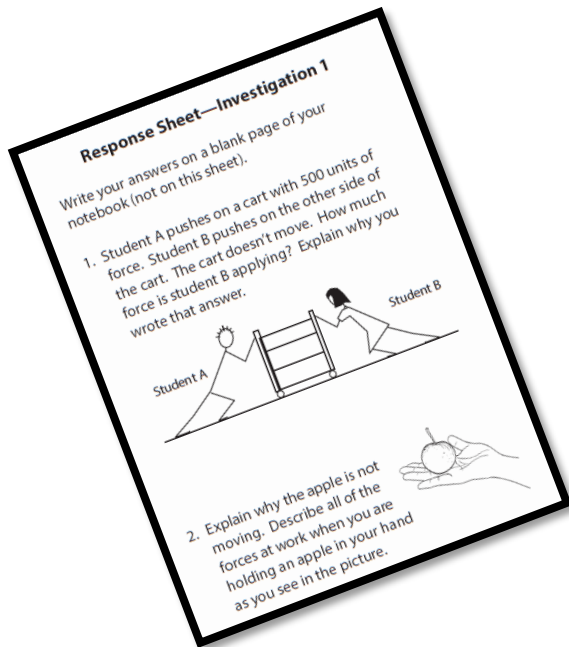 Response Sheet—Investigation 1
Write your answers on a blank page of your
notebook (not on this sheet).
1. Student A pushes on a cart with 500 units of
force. Student B pushes on the other side of
the cart. The cart doesn't move. How much
force is student B applying? Explain why you
wrote that answer.
Student A
Student B
2. Explain why the apple is not
moving. Describe all of the
forces at work when you are
holding an apple in your hand
as you see in the picture.